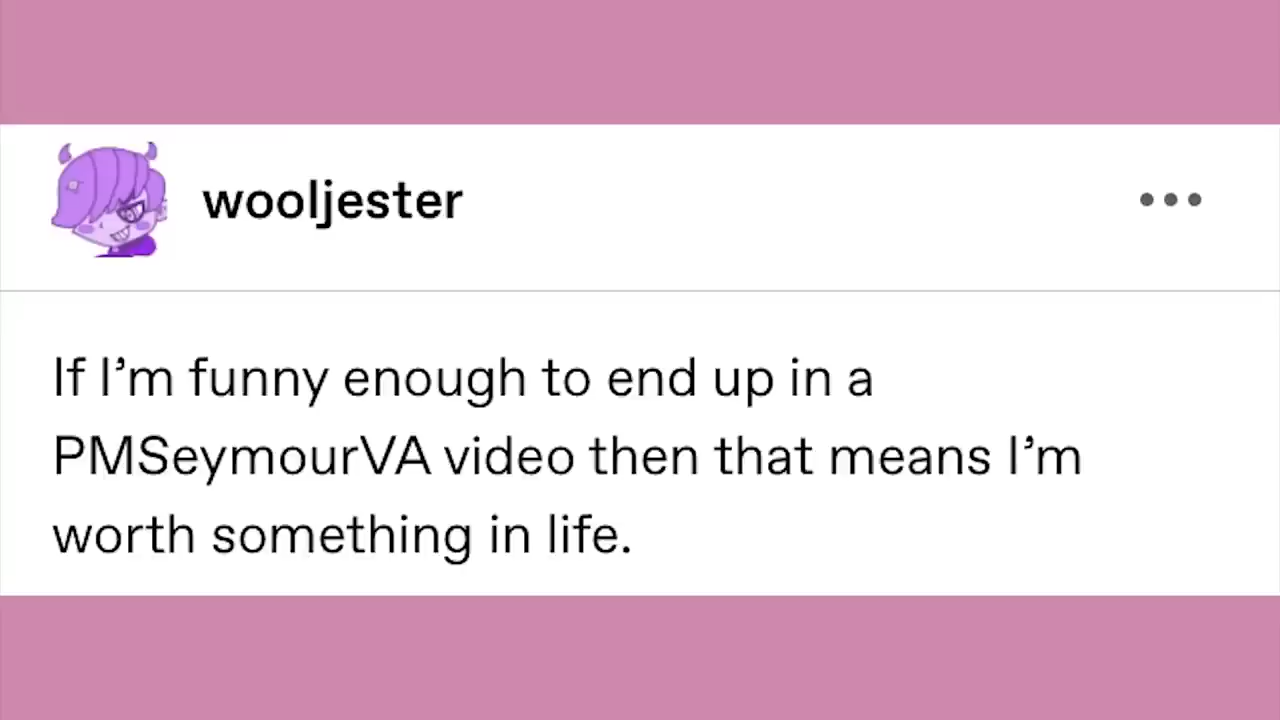 wooljester
If I’m funny enough to end up in a
PMSeymourVA video then that means I’m
worth something in life.